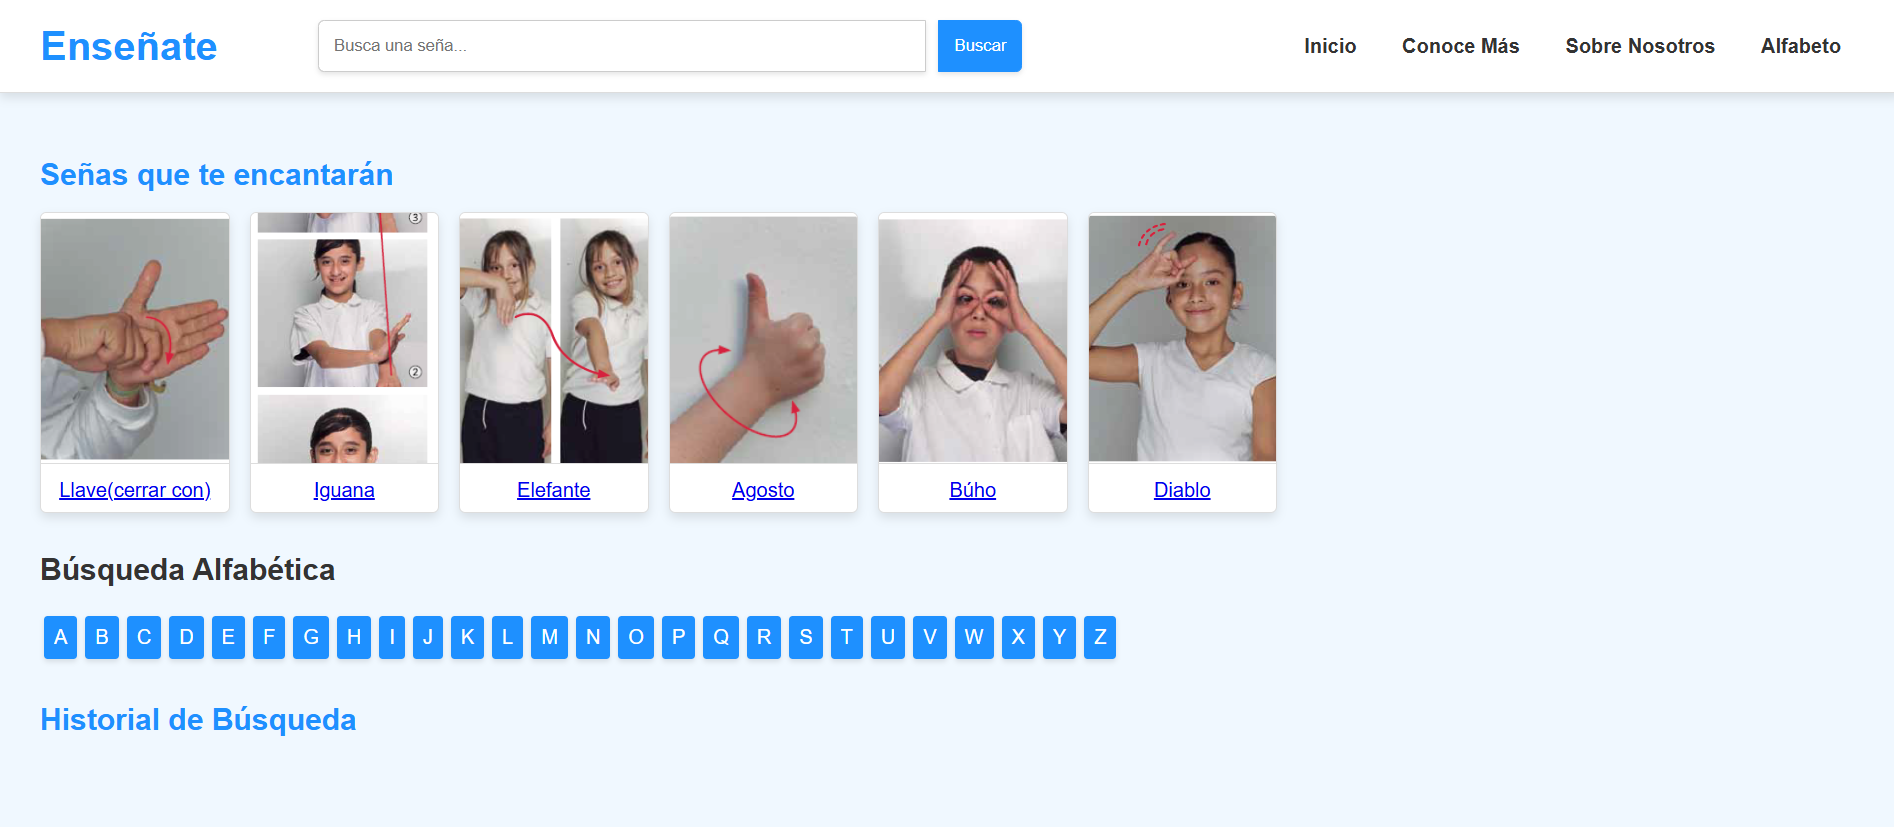 Enseñate
Busca una seña...
Buscar
Inicio
Conoce Más
Sobre Nosotros
Alfabeto
Señas que te encantarán
③
②
Llave(cerrar con)
Iguana
Elefante
Agosto
Búho
Diablo
Búsqueda Alfabética
A B C D E F G H I J K L M N O P Q R S T U V W X Y Z
Historial de Búsqueda